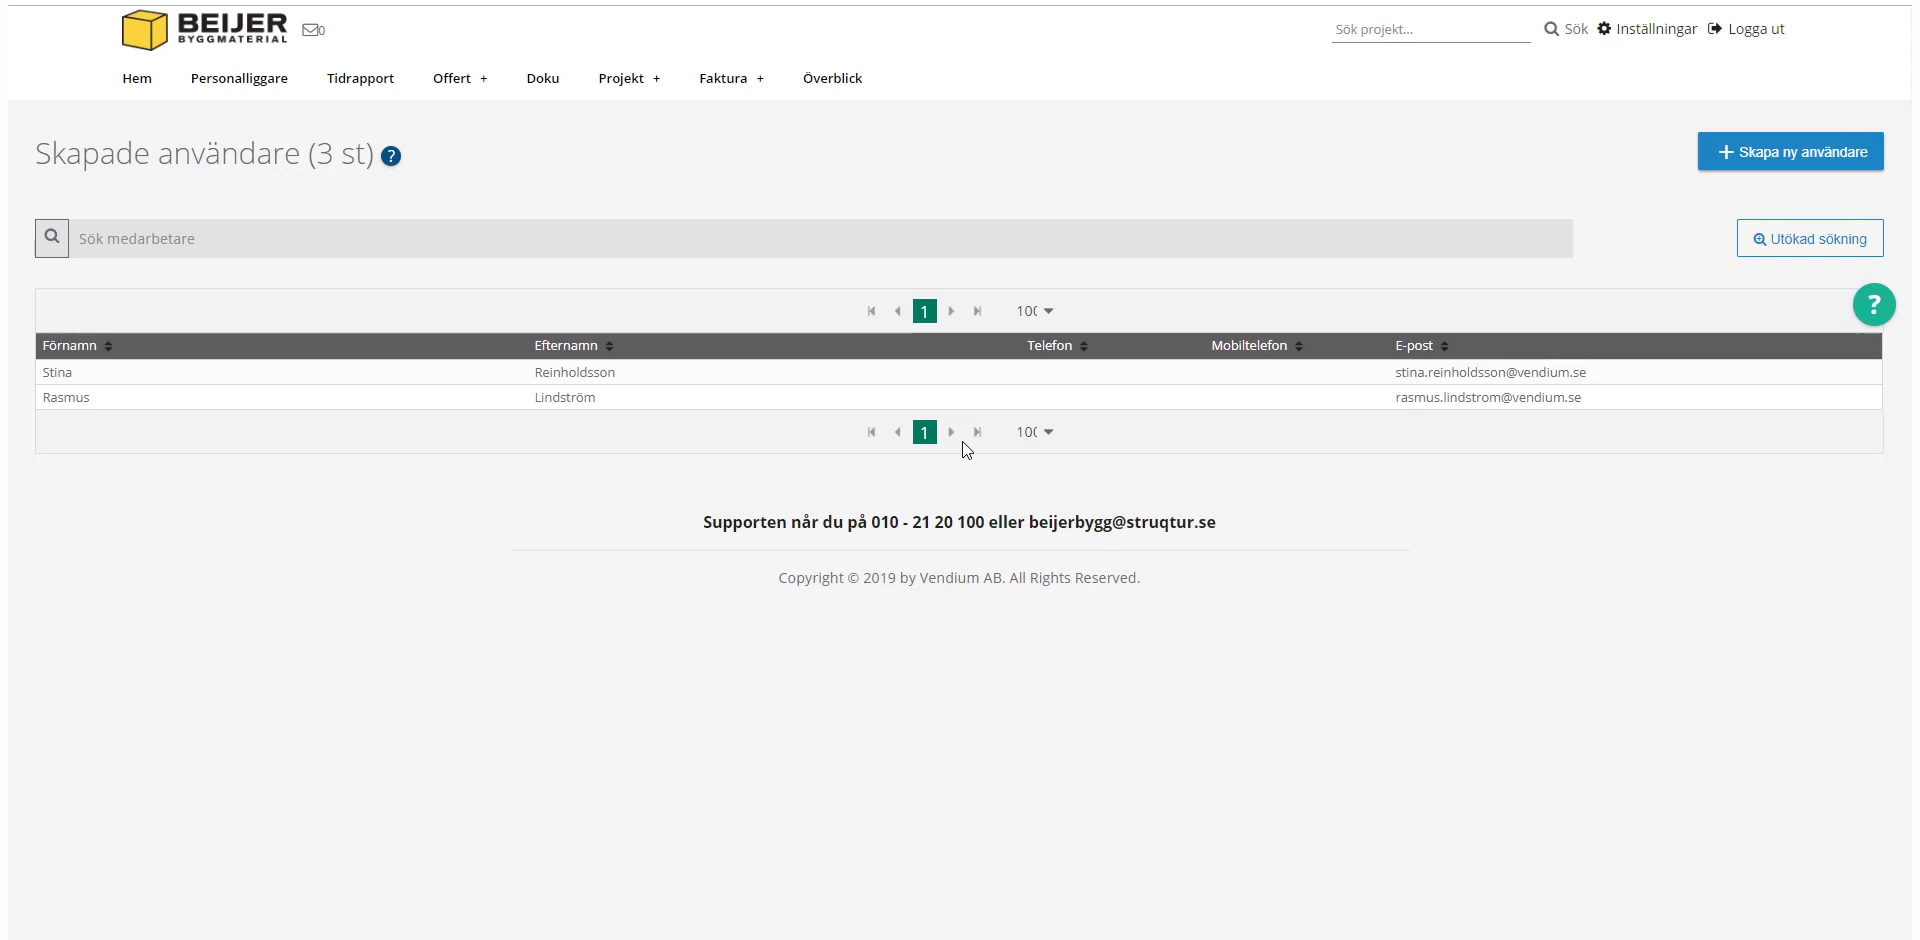 BEIJER
BYGGMATERIAL
0
Sök projekt...
Sök
Inställningar
Logga ut
Hem
Personalliggare
Tidrapport
Offert +
Doku
Projekt +
Faktura +
Överblick
Skapade användare (3 st) ?
+ Skapa ny användare
Sök medarbetare
Utökad sökning
1
100
?
Förnamn
Efternamn
Telefon
Mobiltelefon
E-post
Stina
Reinholdsson
stina.reinholdsson@vendium.se
Rasmus
Lindström
rasmus.lindstrom@vendium.se
1
100
Supporten når du på 010 - 21 20 100 eller beijerbygg@struqtur.se
Copyright © 2019 by Vendium AB. All Rights Reserved.